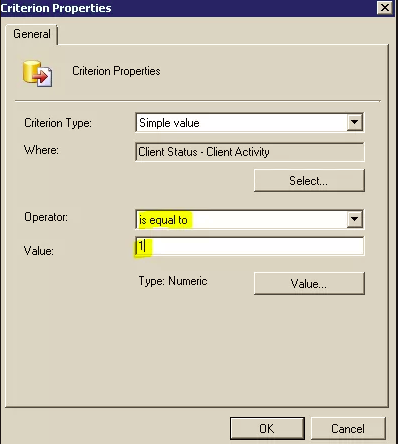 Criterion Properties
General
Criterion Properties
Criterion Type:
Simple value
Where:
Client Status - Client Activity
Select...
Operator:
is equal to
Value:
1
Type: Numeric
Value...
OK
Cancel